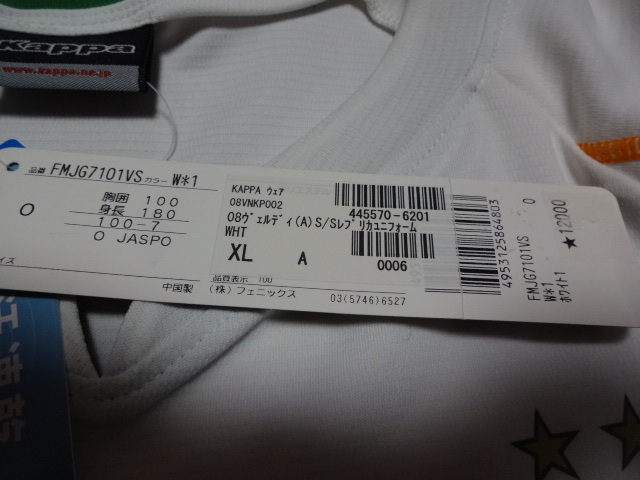 Kappa
www.kappa.ne.jp
品番 FMJG7101VS カラー W*1
O
胸囲 100
身長 180
100-7
O JASPO
イズ
中国製
KAPPA ウェア
08VNKP002
445570-6201
08ヴェルディ(A)S/Sレプリカユニフォーム
WHT
XL A
0006
品質表示 100
(株)フェニックス
03(5746)6527
4953125864803
FMJG7101VS 0
W*1
ホワイト1
★12000